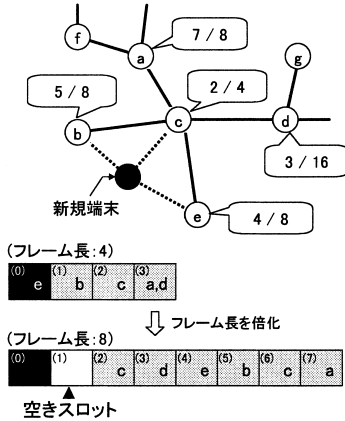 f
a
7 / 8
g
5 / 8
2 / 4
b
c
d
3 / 16
新規端末
e
4 / 8
(フレーム長:4)
(0) e (1) b (2) c (3) a,d
フレーム長を倍化
(フレーム長:8)
(0) (1) (2) c (3) d (4) e (5) b (6) c (7) a
空きスロット